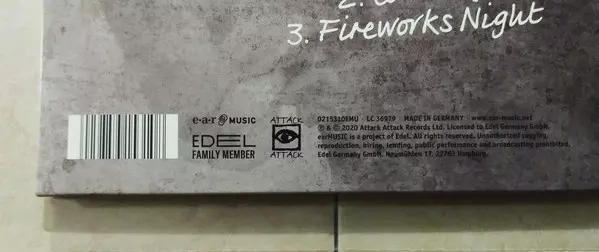 2.
3. Fireworks Night
e·a·r MUSIC
EDEL
FAMILY MEMBER
ATTACK
ATTACK
0215310EMU · LC 36979 · MADE IN GERMANY · www.ear-music.net
℗ & © 2020 Attack Attack Records Ltd. Licensed to Edel Germany GmbH.
earMUSIC is a project of Edel. All rights reserved. Unauthorized copying,
reproduction, hiring, lending, public performance and broadcasting prohibited.
Edel Germany GmbH, Neumühlen 17, 22763 Hamburg.